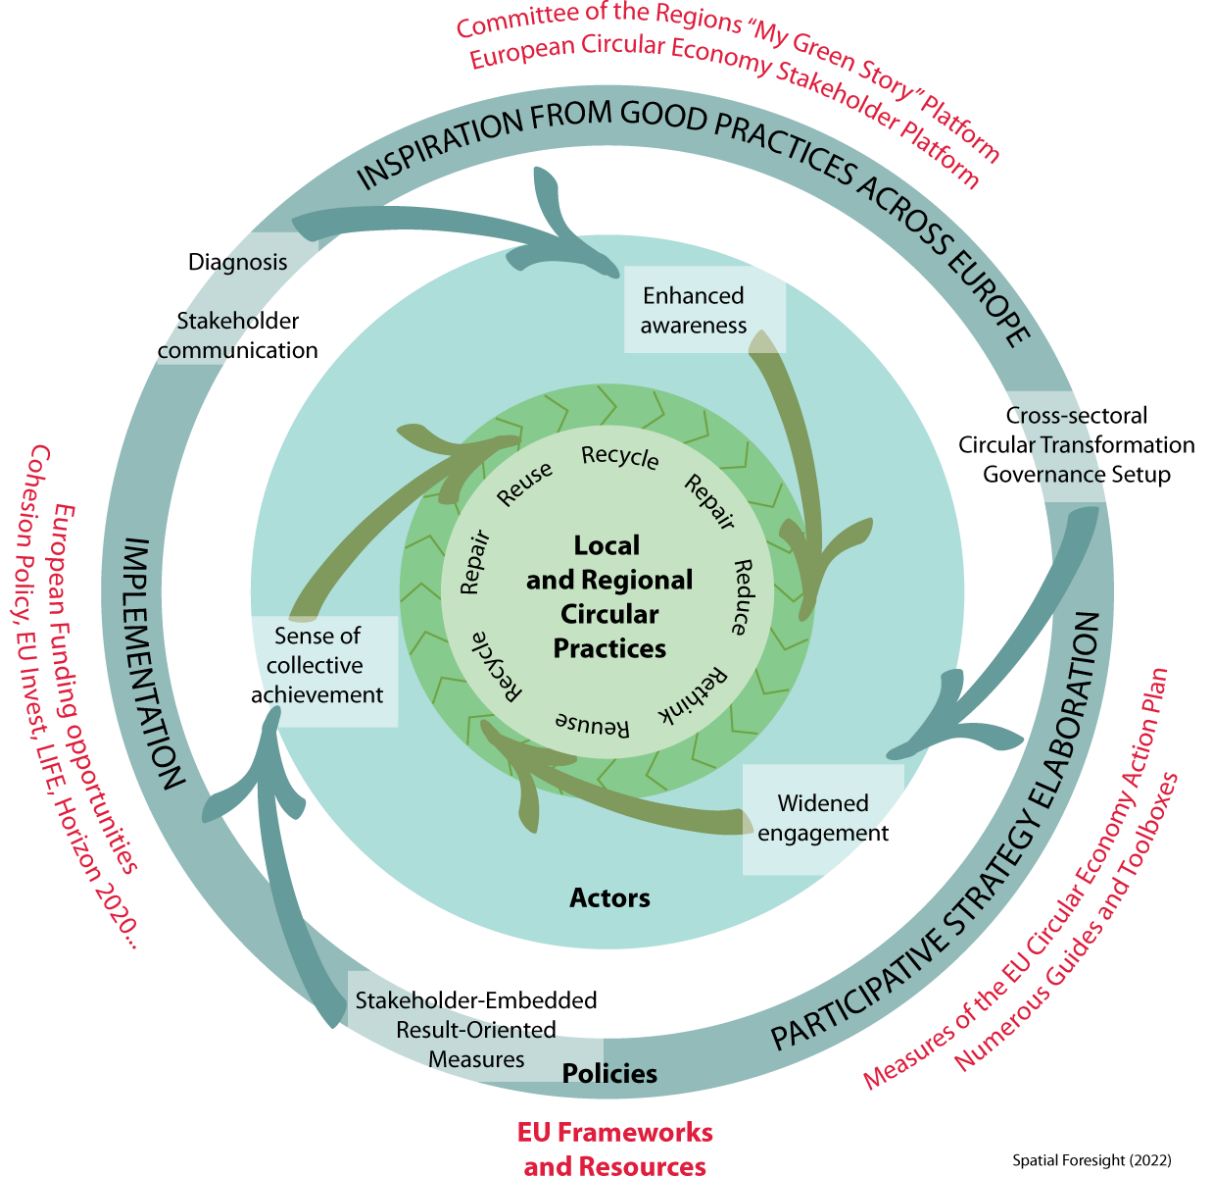 Committee of the Regions “My Green Story” Platform
European Circular Economy Stakeholder Platform
INSPIRATION FROM GOOD PRACTICES ACROSS EUROPE
Diagnosis
Stakeholder
communication
Enhanced
awareness
Cross-sectoral
Circular Transformation
Governance Setup
Recycle
Repair
Reduce
Rethink
Reuuse
Recycle
Repair
Reuse
Local
and Regional
Circular
Practices
Sense of
collective
achievement
Widened
engagement
Actors
IMPLEMENTATION
European Funding opportunities
Cohesion Policy, EU Invest, LIFE, Horizon 2020...
PARTICIPATIVE STRATEGY ELABORATION
Measures of the EU Circular Economy Action Plan
Numerous Guides and Toolboxes
Stakeholder-Embedded
Result-Oriented
Measures
Policies
EU Frameworks
and Resources
Spatial Foresight (2022)